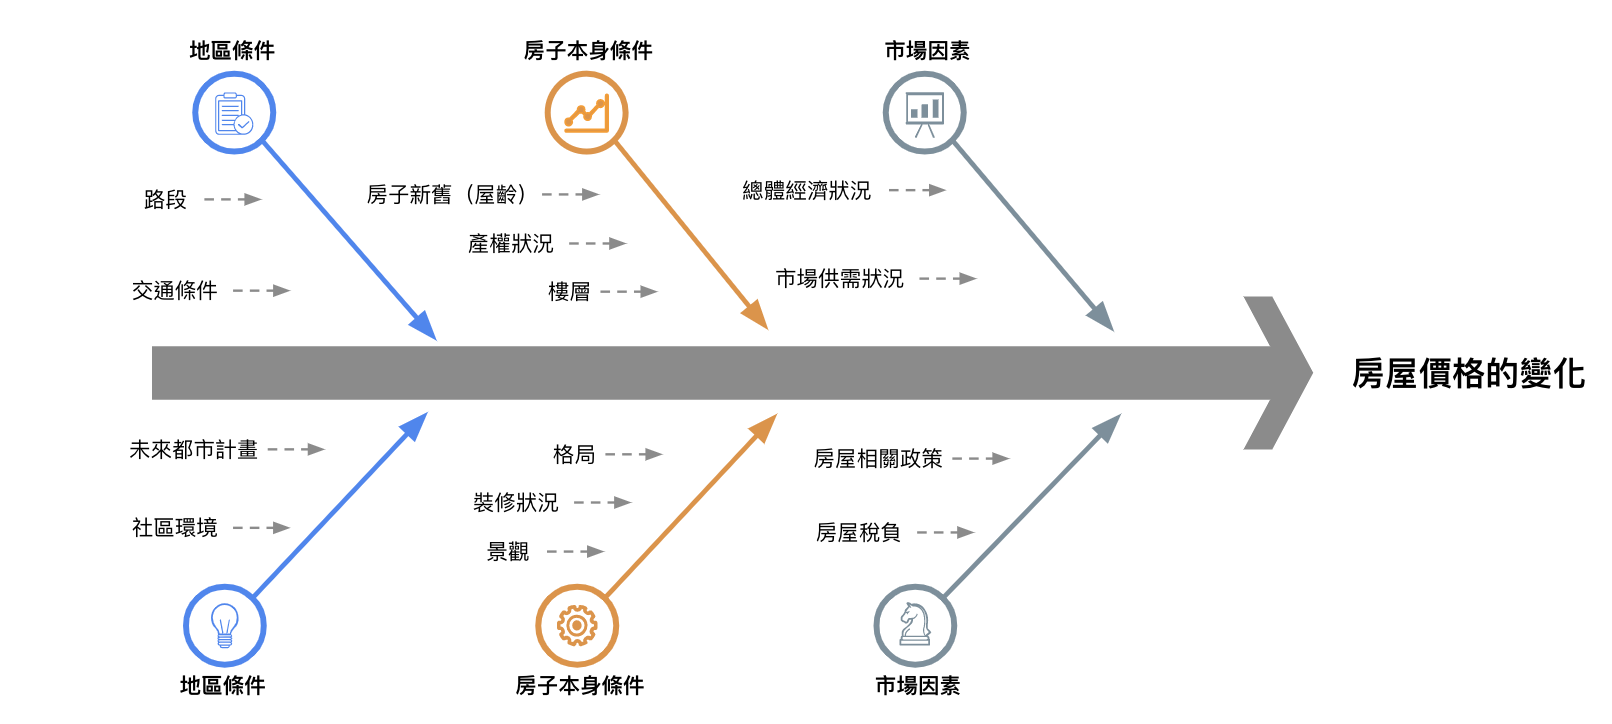 地區條件
房子本身條件
市場因素
路段
交通條件
房子新舊（屋齡）
產權狀況
樓層
總體經濟狀況
市場供需狀況
房屋價格的變化
未來都市計畫
社區環境
格局
裝修狀況
景觀
房屋相關政策
房屋稅負
地區條件
房子本身條件
市場因素